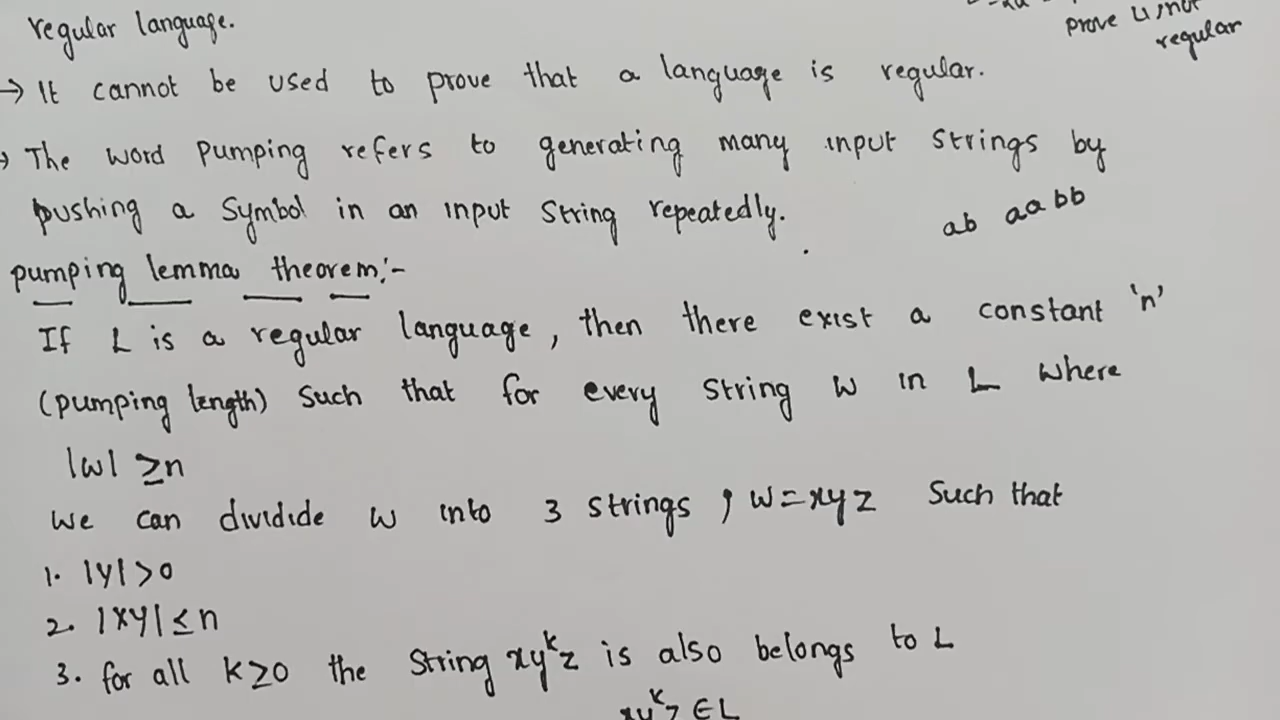 regular language.
prove L is not
regular
→ It cannot be used to prove that a language is regular.
→ The word pumping refers to generating many input strings by
pushing a symbol in an input string repeatedly.
ab aabb
pumping lemma theorem:-
If L is a regular language, then there exist a constant 'n'
(pumping length) such that for every string w in L where
|w| ≥n
we can dividide w into 3 strings , w=xyz such that
1. |y|>0
2. |xy|≤n
3. for all k≥0 the string xyᵏz is also belongs to L
xyᵏz ∈L